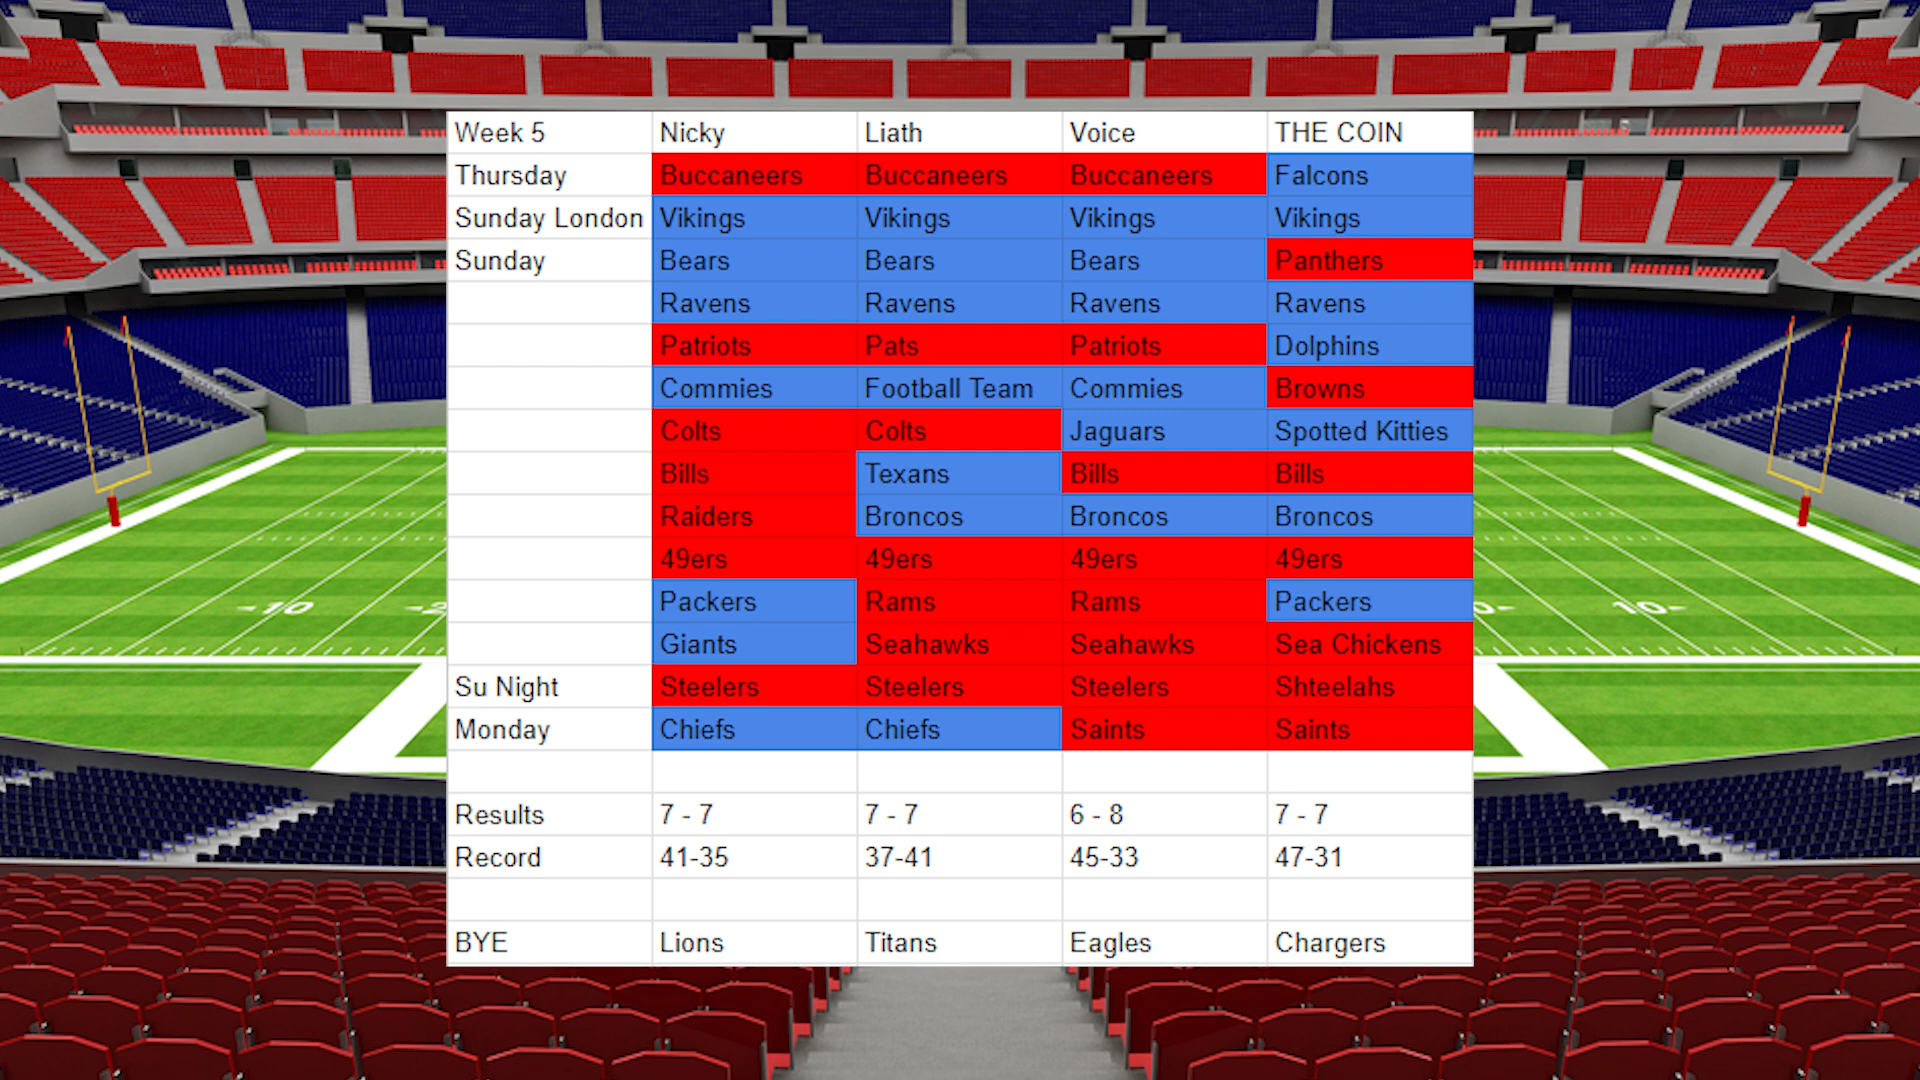 Week 5 Nicky Liath Voice THE COIN
Thursday Buccaneers Buccaneers Buccaneers Falcons
Sunday London Vikings Vikings Vikings Vikings
Sunday Bears Bears Bears Panthers
Ravens Ravens Ravens Ravens
Patriots Pats Patriots Dolphins
Commies Football Team Commies Browns
Colts Colts Jaguars Spotted Kitties
Bills Texans Bills Bills
Raiders Broncos Broncos Broncos
49ers 49ers 49ers 49ers
Packers Rams Rams Packers
Giants Seahawks Seahawks Sea Chickens
Su Night Steelers Steelers Steelers Shteelahs
Monday Chiefs Chiefs Saints Saints
Results 7 - 7 7 - 7 6 - 8 7 - 7
Record 41-35 37-41 45-33 47-31
BYE Lions Titans Eagles Chargers
10 2 10